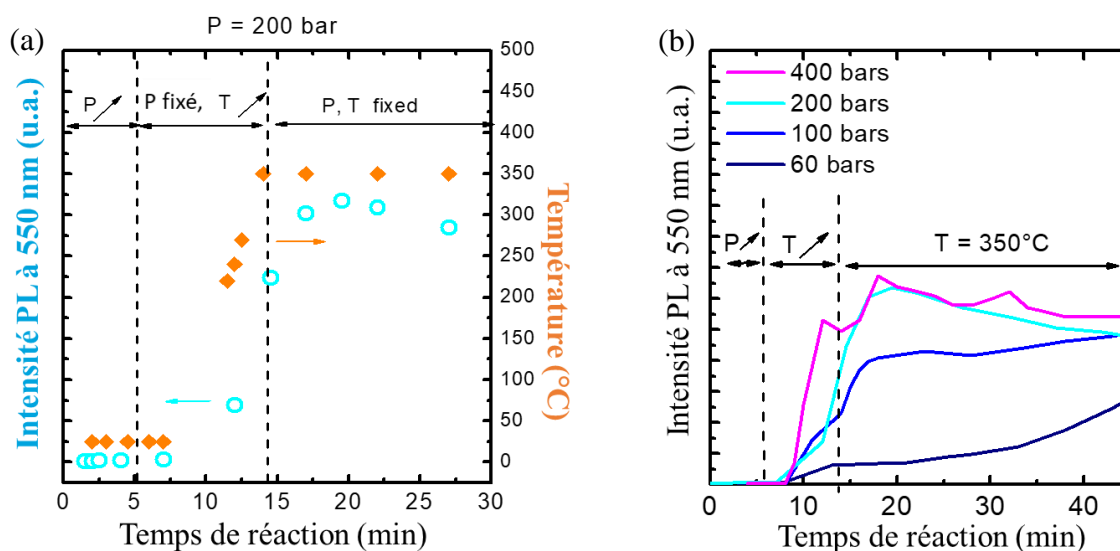 (a)
P = 200 bar
Intensité PL à 550 nm (u.a.)
P
P fixé, T
P, T fixed
500
450
400
350
300
250
200
150
100
50
0
Température (°C)
0 5 10 15 20 25 30
Temps de réaction (min)
(b)
Intensité PL à 550 nm (u.a.)
400 bars
200 bars
100 bars
60 bars
P
T
T = 350°C
0 10 20 30 40
Temps de réaction (min)